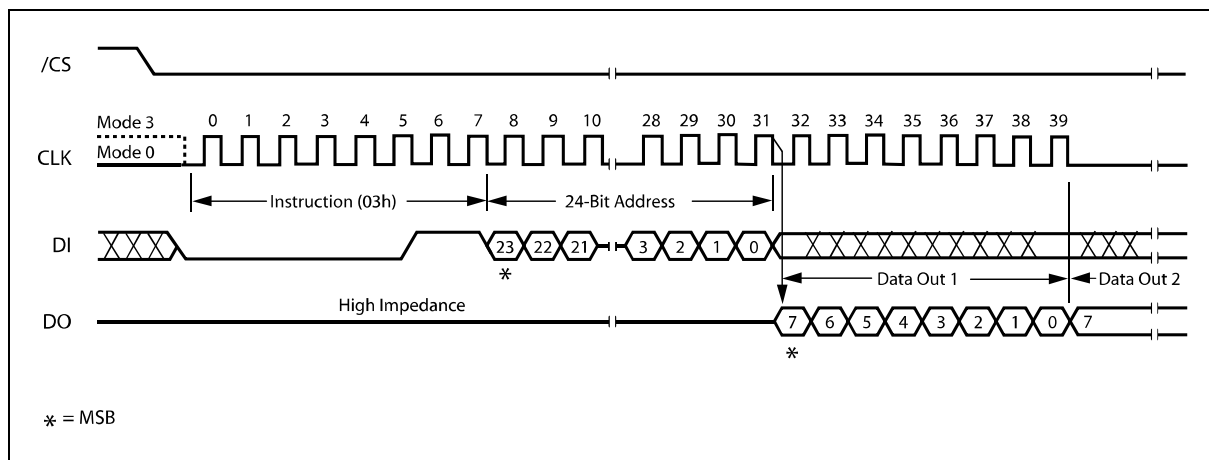 /CS
Mode 3
0 1 2 3 4 5 6 7 8 9 10 28 29 30 31 32 33 34 35 36 37 38 39
CLK
Mode 0
Instruction (03h)
24-Bit Address
DI
23 22 21 3 2 1 0
*
Data Out 1
Data Out 2
High Impedance
DO
7 6 5 4 3 2 1 0 7
*
* = MSB